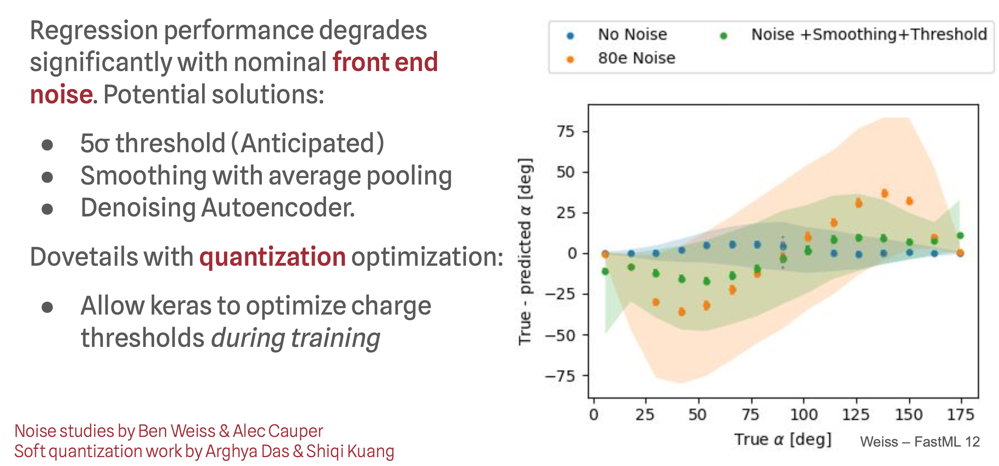 Regression performance degrades
significantly with nominal front end
noise. Potential solutions:
● 5σ threshold (Anticipated)
● Smoothing with average pooling
● Denoising Autoencoder.
Dovetails with quantization optimization:
● Allow keras to optimize charge
thresholds during training
Noise studies by Ben Weiss & Alec Cauper
Soft quantization work by Arghya Das & Shiqi Kuang
No Noise
80e Noise
Noise +Smoothing+Threshold
True - predicted α [deg]
75
50
25
0
−25
−50
−75
0 25 50 75 100 125 150 175
True α [deg]
Weiss – FastML 12